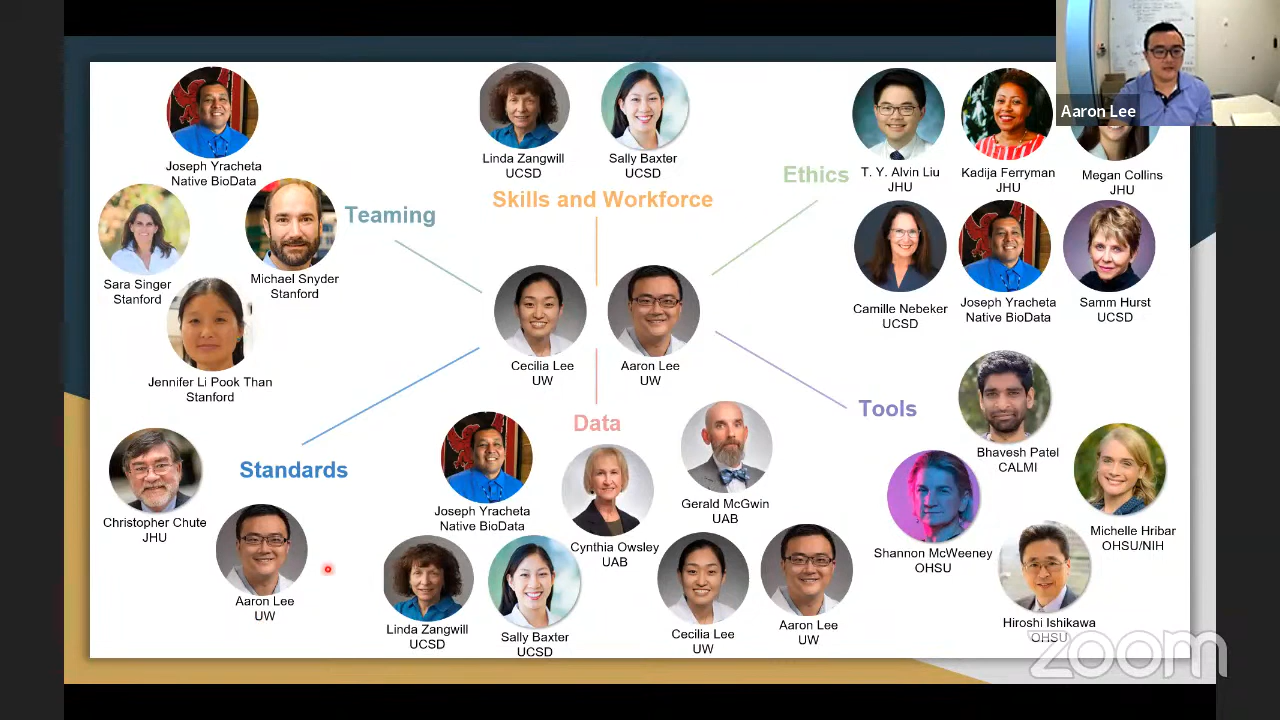 Aaron Lee
Joseph Yracheta
Native BioData
Sara Singer
Stanford
Michael Snyder
Stanford
Jennifer Li Pook Than
Stanford
Teaming
Linda Zangwill
UCSD
Sally Baxter
UCSD
Skills and Workforce
Ethics
T. Y. Alvin Liu
JHU
Kadija Ferryman
JHU
Megan Collins
JHU
Camille Nebeker
UCSD
Joseph Yracheta
Native BioData
Samm Hurst
UCSD
Cecilia Lee
UW
Aaron Lee
UW
Standards
Christopher Chute
JHU
Aaron Lee
UW
Data
Joseph Yracheta
Native BioData
Cynthia Owsley
UAB
Gerald McGwin
UAB
Linda Zangwill
UCSD
Sally Baxter
UCSD
Cecilia Lee
UW
Aaron Lee
UW
Tools
Bhavesh Patel
CALMI
Shannon McWeeney
OHSU
Michelle Hribar
OHSU/NIH
Hiroshi Ishikawa
OHSU
zoom